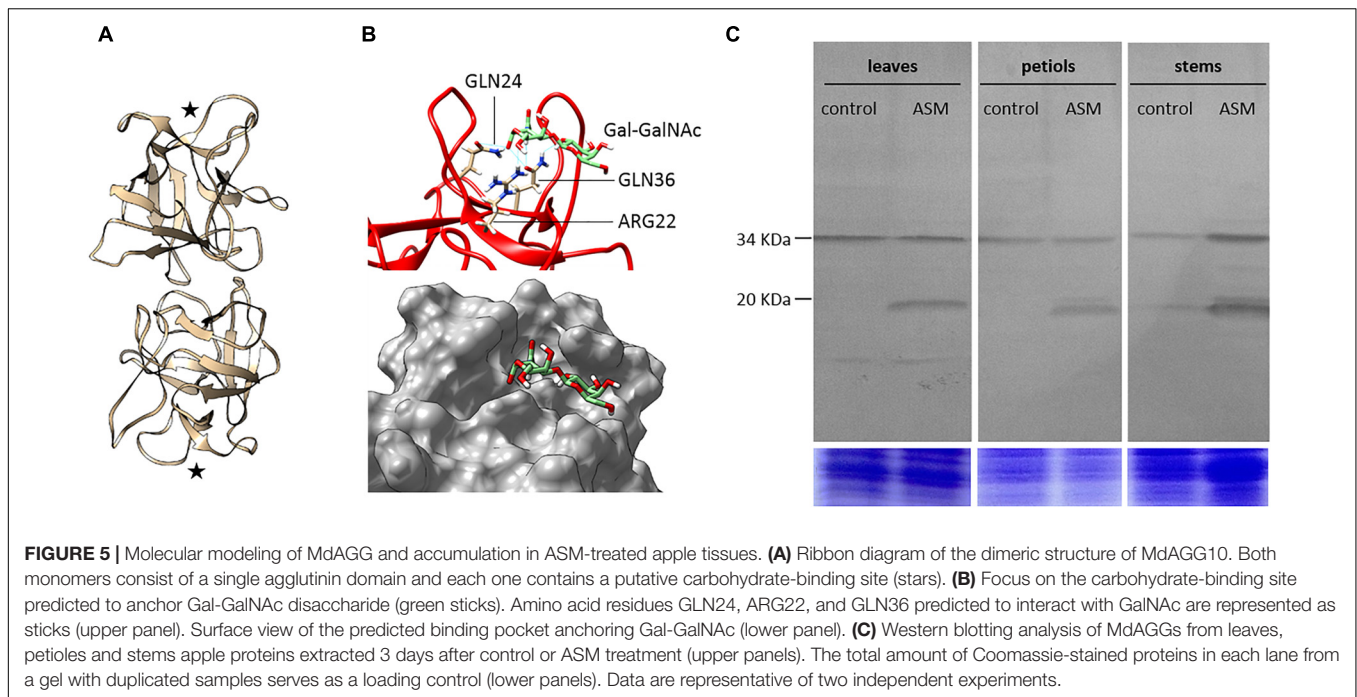 A
B
C
GLN24
Gal-GalNAc
GLN36
ARG22
leaves
petiols
stems
control
ASM
control
ASM
control
ASM
34 KDa
20 KDa
FIGURE 5 | Molecular modeling of MdAGG and accumulation in ASM-treated apple tissues. (A) Ribbon diagram of the dimeric structure of MdAGG10. Both
monomers consist of a single agglutinin domain and each one contains a putative carbohydrate-binding site (stars). (B) Focus on the carbohydrate-binding site
predicted to anchor Gal-GalNAc disaccharide (green sticks). Amino acid residues GLN24, ARG22, and GLN36 predicted to interact with GalNAc are represented as
sticks (upper panel). Surface view of the predicted binding pocket anchoring Gal-GalNAc (lower panel). (C) Western blotting analysis of MdAGGs from leaves,
petioles and stems apple proteins extracted 3 days after control or ASM treatment (upper panels). The total amount of Coomassie-stained proteins in each lane from
a gel with duplicated samples serves as a loading control (lower panels). Data are representative of two independent experiments.